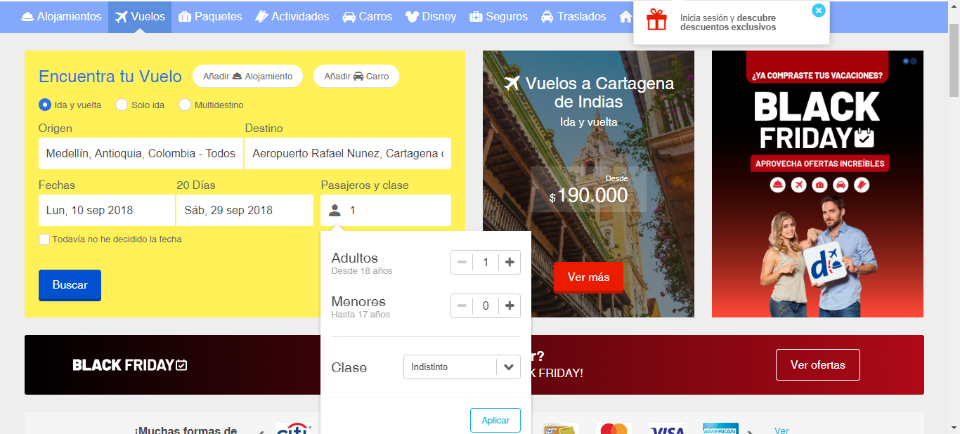 Alojamientos Vuelos Paquetes Actividades Carros Disney Seguros Traslados
Inicia sesión y descubre
descuentos exclusivos
Encuentra tu Vuelo Añadir Alojamiento Añadir Carro
Ida y vuelta Solo ida Multidestino
Origen Destino
Medellín, Antioquia, Colombia - Todos Aeropuerto Rafael Nunez, Cartagena
Fechas 20 Días Pasajeros y clase
Lun, 10 sep 2018 Sáb, 29 sep 2018 1
Todavía no he decidido la fecha
Buscar
Adultos
Desde 18 años
1
Menores
Hasta 17 años
0
Clase Indistinto
Aplicar
Vuelos a Cartagena
de Indias
Ida y vuelta
Desde
$190.000
Ver más
¿YA COMPRASTE TUS VACACIONES?
BLACK
FRIDAY
APROVECHA OFERTAS INCREÍBLES
d
BLACK FRIDAY
r?
CK FRIDAY!
Ver ofertas
¡Muchas formas de
citi
VISA
AMERICAN
Ver